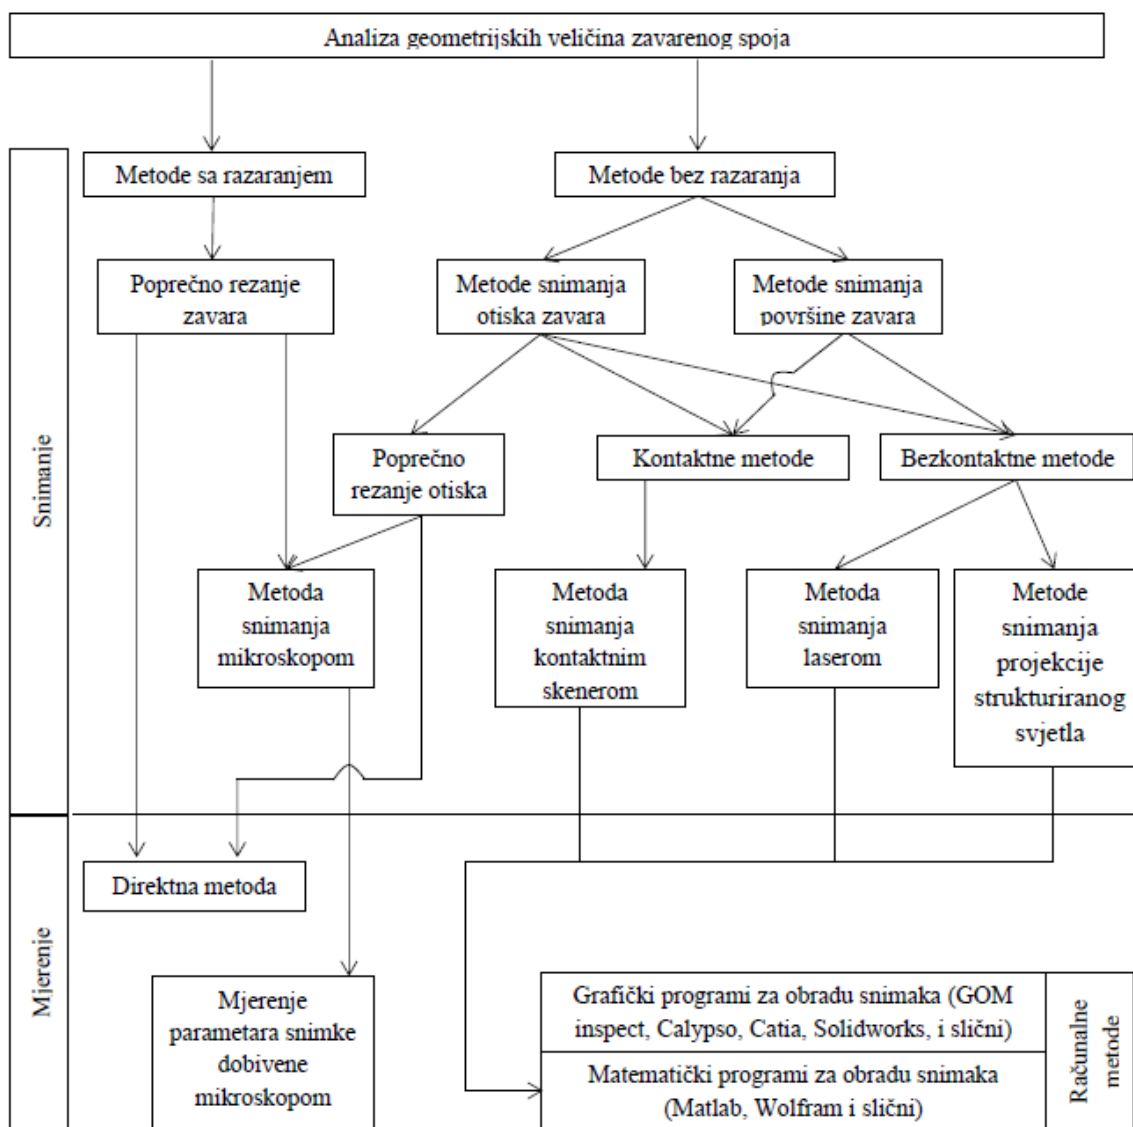 Analiza geometrijskih veličina zavarenog spoja
Snimanje
Metode sa razaranjem
Metode bez razaranja
Poprečno rezanje
zavara
Metode snimanja
otiska zavara
Metode snimanja
površine zavara
Poprečno
rezanje otiska
Kontaktne metode
Bezkontaktne metode
Metoda
snimanja
mikroskopom
Metoda
snimanja
kontaktnim
skenerom
Metoda
snimanja
laserom
Metode
snimanja
projekcije
strukturiranog
svjetla
Mjerenje
Direktna metoda
Mjerenje
parametara snimke
dobivene
mikroskopom
Grafički programi za obradu snimaka (GOM
inspect, Calypso, Catia, Solidworks, i slični)
Matematički programi za obradu snimaka
(Matlab, Wolfram i slični)
Računalne
metode